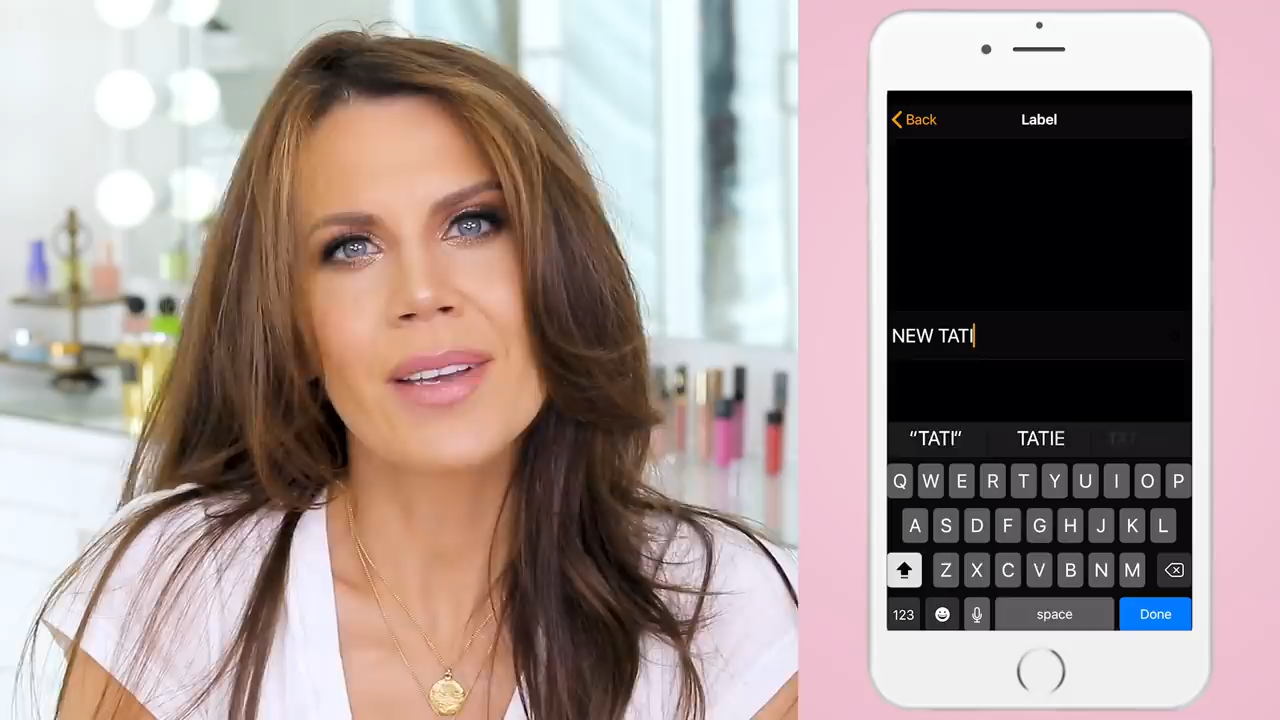 Back
Label
NEW TATI
“TATI” TATIE
Q W E R T Y U I O P
A S D F G H J K L
Z X C V B N M
123 space Done